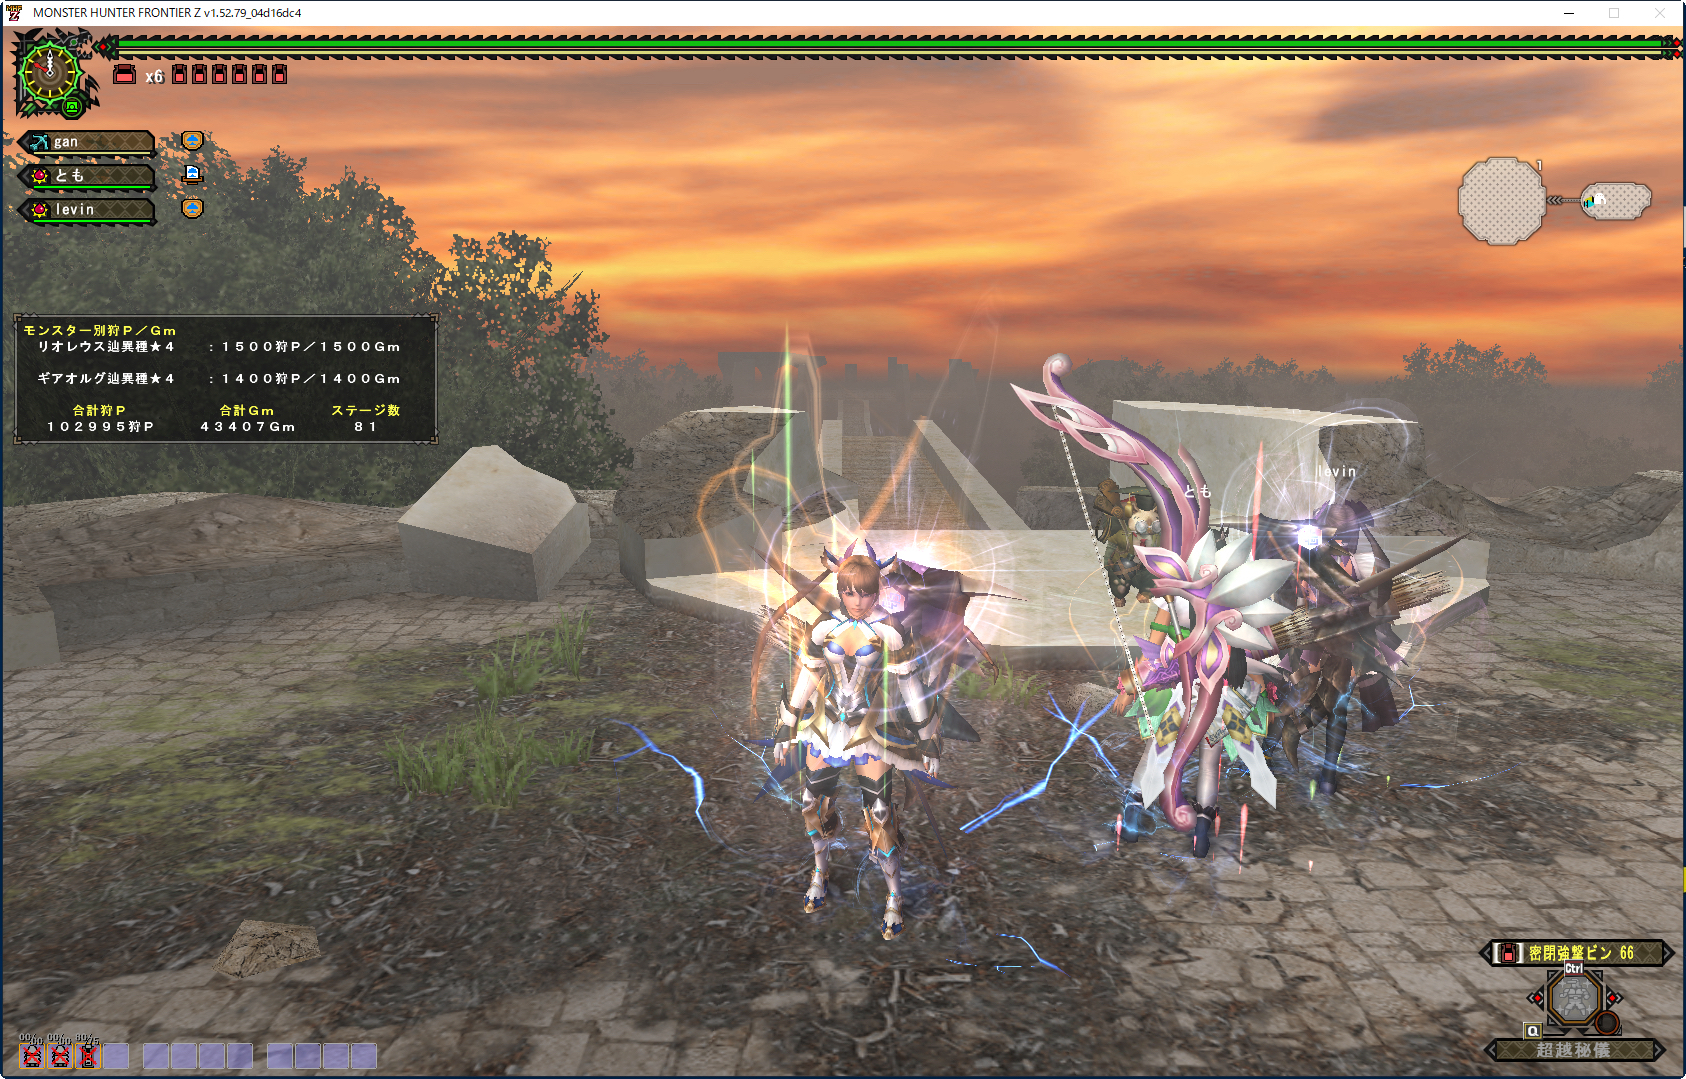 MONSTER HUNTER FRONTIER Z v1.52.79_04d16dc4
x6
gan
とも
levin
1
モンスター別狩P/Gm
リオレウス辿異種★4 :1500狩P/1500Gm
ギアオルグ辿異種★4 :1400狩P/1400Gm
合計狩P 合計Gm ステージ数
102995狩P 43407Gm 81
levin
とも
密閉強撃ビン 66
Ctrl
Q
超越秘儀